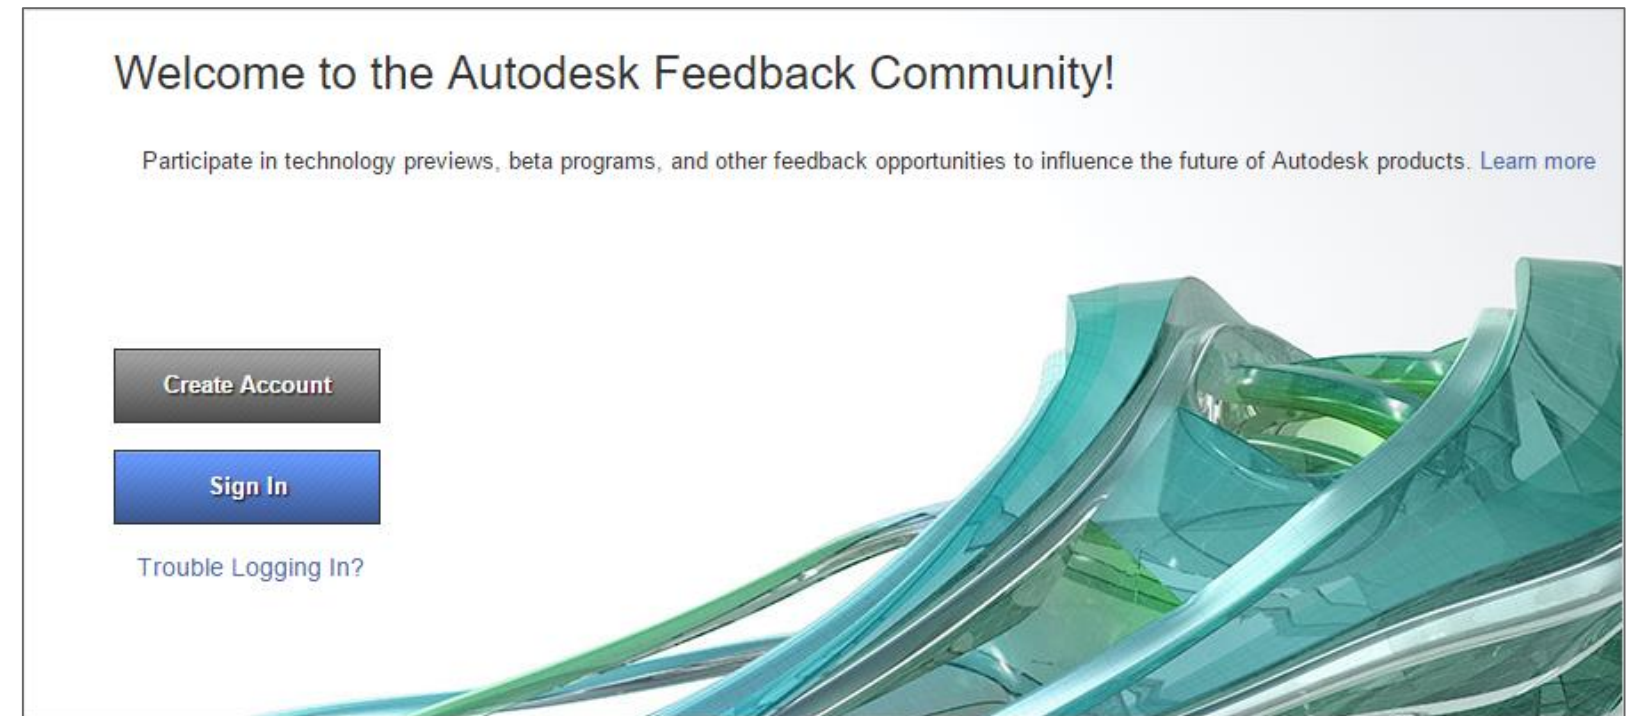 Welcome to the Autodesk Feedback Community!
Participate in technology previews, beta programs, and other feedback opportunities to influence the future of Autodesk products. Learn more
Create Account
Sign In
Trouble Logging In?